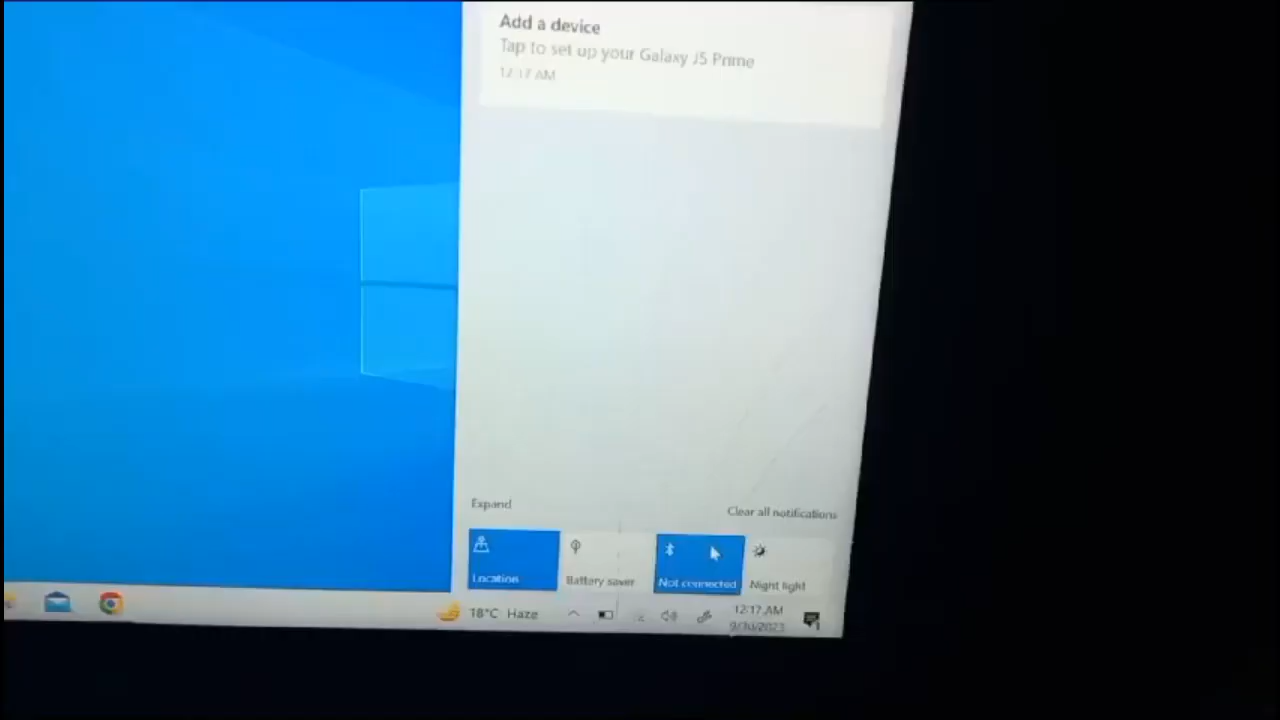 Add a device
Tap to set up your Galaxy J5 Prime
12:17 AM
Expand
Clear all notifications
Location
Battery saver
Not connected
Night light
18°C Haze
12:17 AM
9/30/2023